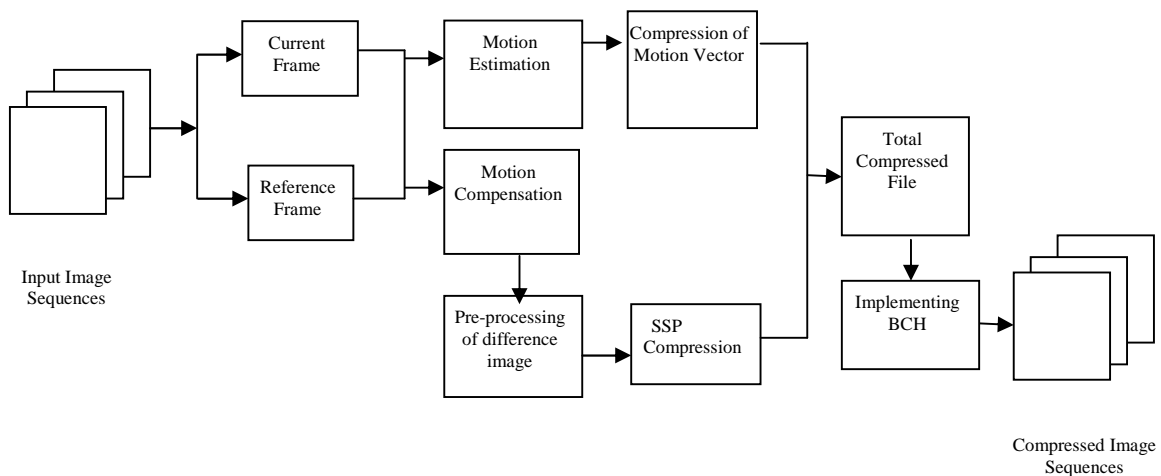 Current
Frame
Motion
Estimation
Compression of
Motion Vector
Reference
Frame
Motion
Compensation
Total
Compressed
File
Input Image
Sequences
Pre-processing
of difference
image
SSP
Compression
Implementing
BCH
Compressed Image
Sequences